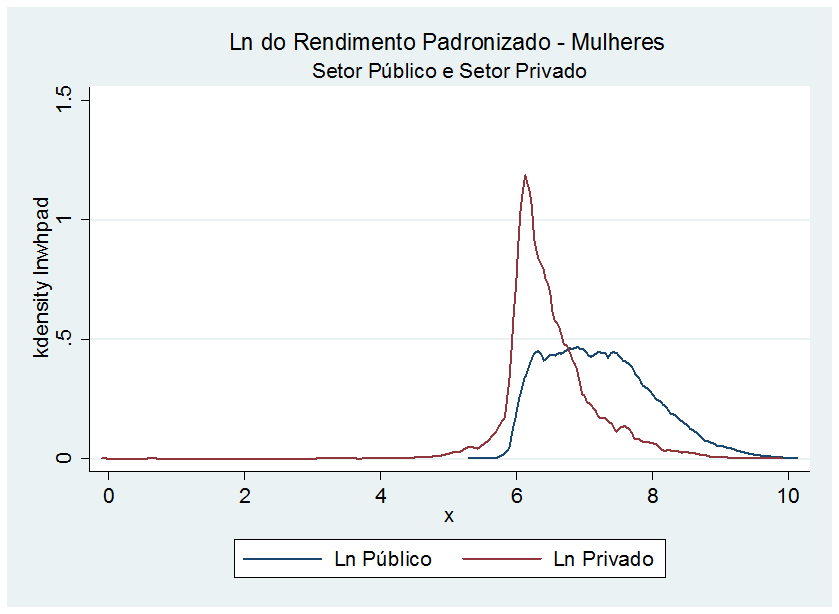 Ln do Rendimento Padronizado - Mulheres
Setor Público e Setor Privado
kdensity lnwhpad
1.5
1
.5
0
0 2 4 6 8 10
x
Ln Público Ln Privado